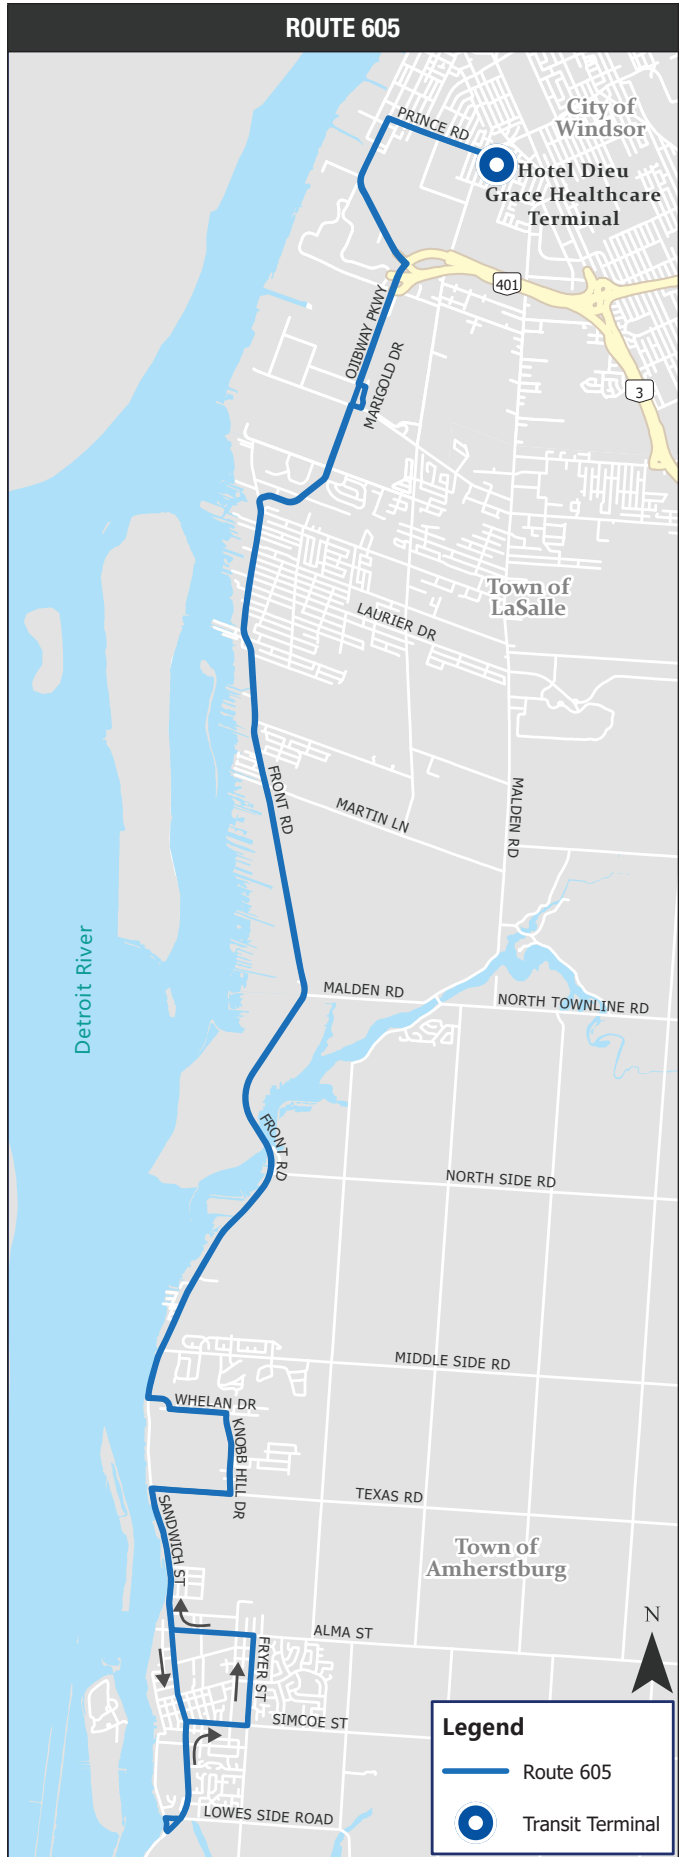 ROUTE 605
City of
Windsor
PRINCE RD
Hotel Dieu
Grace Healthcare
Terminal
401
OJIBWAY PKWY
MARIGOLD DR
3
Town of
LaSalle
LAURIER DR
FRONT RD
MARTIN LN
MALDEN RD
Detroit River
MALDEN RD
NORTH TOWNLINE RD
FRONT RD
NORTH SIDE RD
MIDDLE SIDE RD
WHELAN DR
KNOBB HILL DR
TEXAS RD
SANDWICH ST
Town of
Amherstburg
ALMA ST
FRYER ST
N
SIMCOE ST
LOWES SIDE ROAD
Legend
Route 605
Transit Terminal